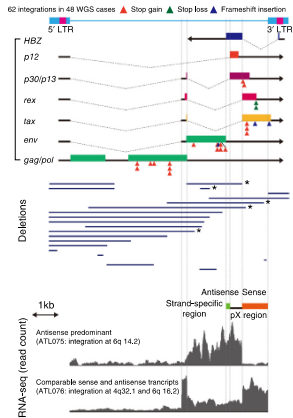 62 integrations in 48 WGS cases
Stop gain
Stop loss
Frameshift insertion
5′ LTR
3′ LTR
HBZ
p12
p30/p13
rex
tax
env
gag/pol
Deletions
*
*
*
*
*
Antisense Sense
Strand-specific region
pX region
1kb
RNA-seq (read count)
Antisense predominant
(ATL075: integration at 6q 14,2)
Comparable sense and antisense trancripts
(ATL076: integration at 4q32,1 and 6q 16,2)